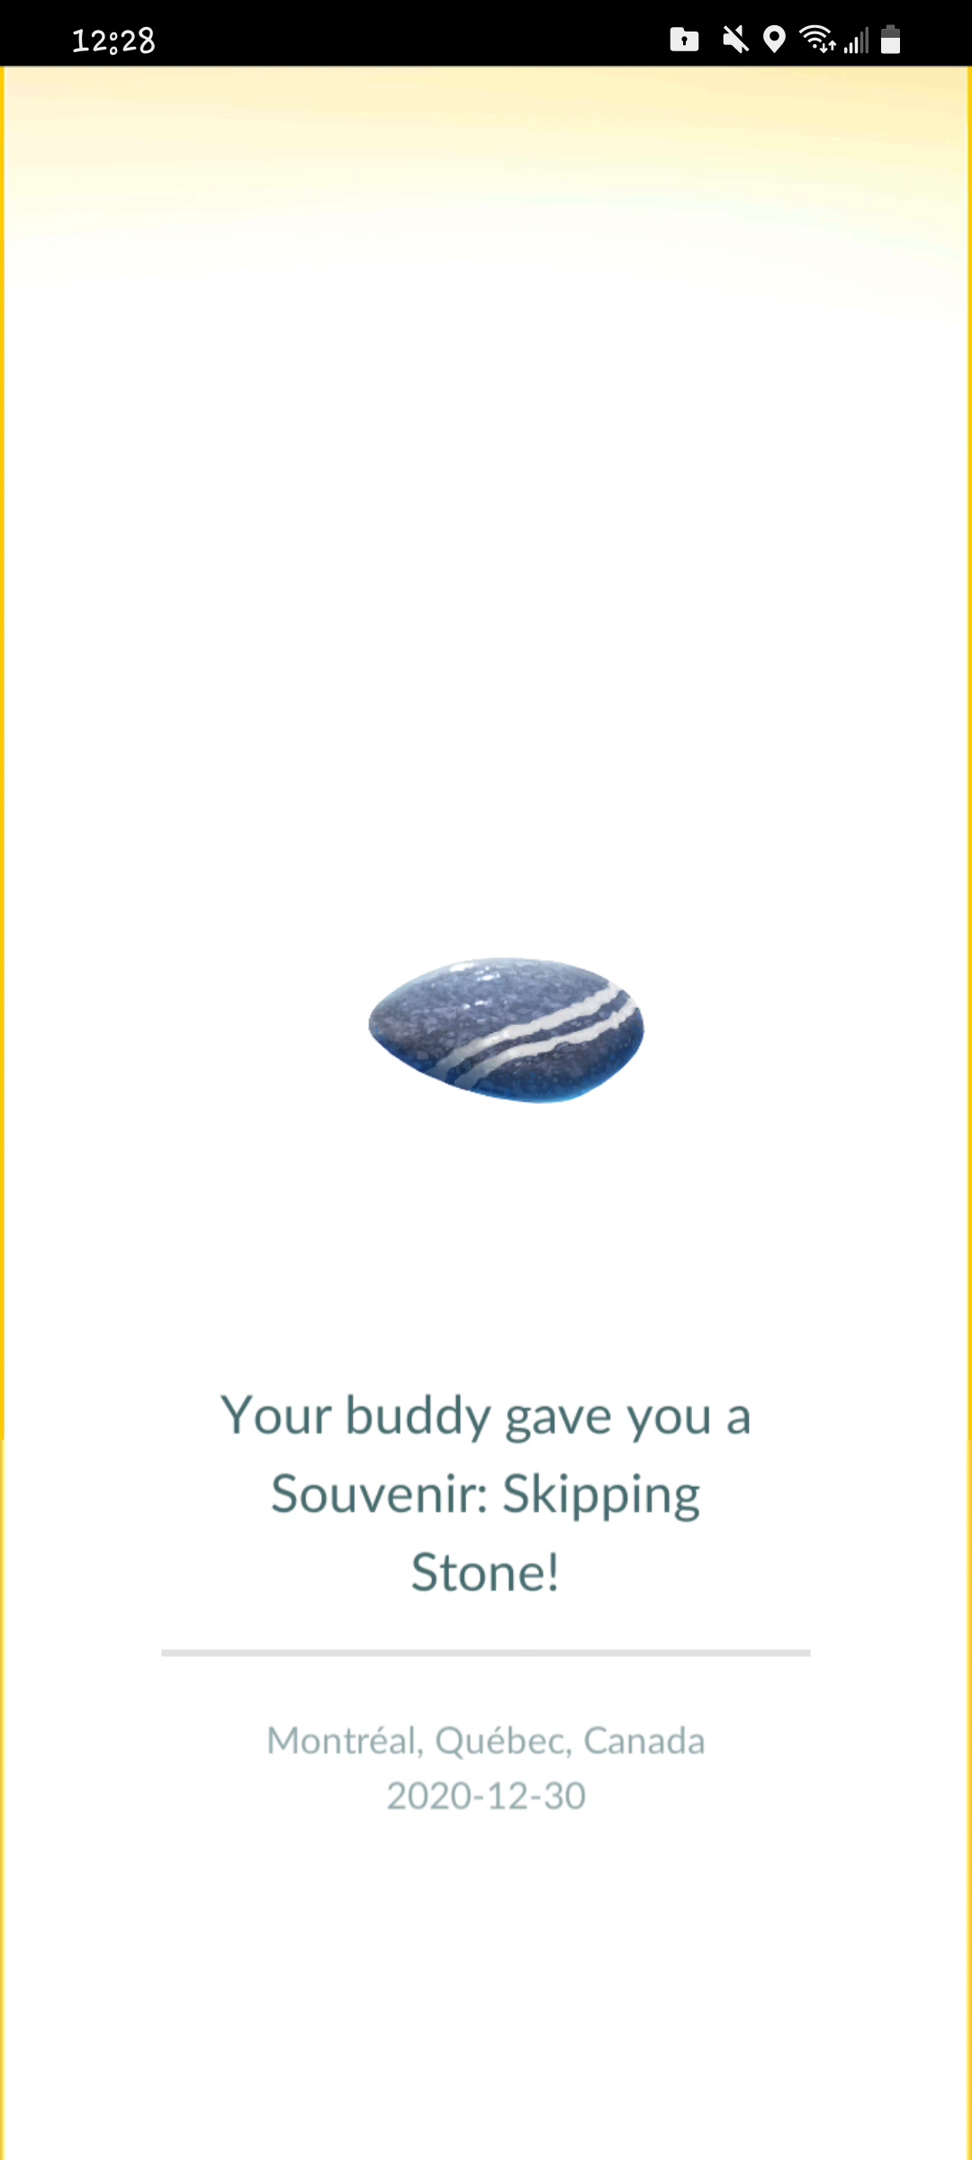 12:28
Your buddy gave you a
Souvenir: Skipping
Stone!
Montréal, Québec, Canada
2020-12-30